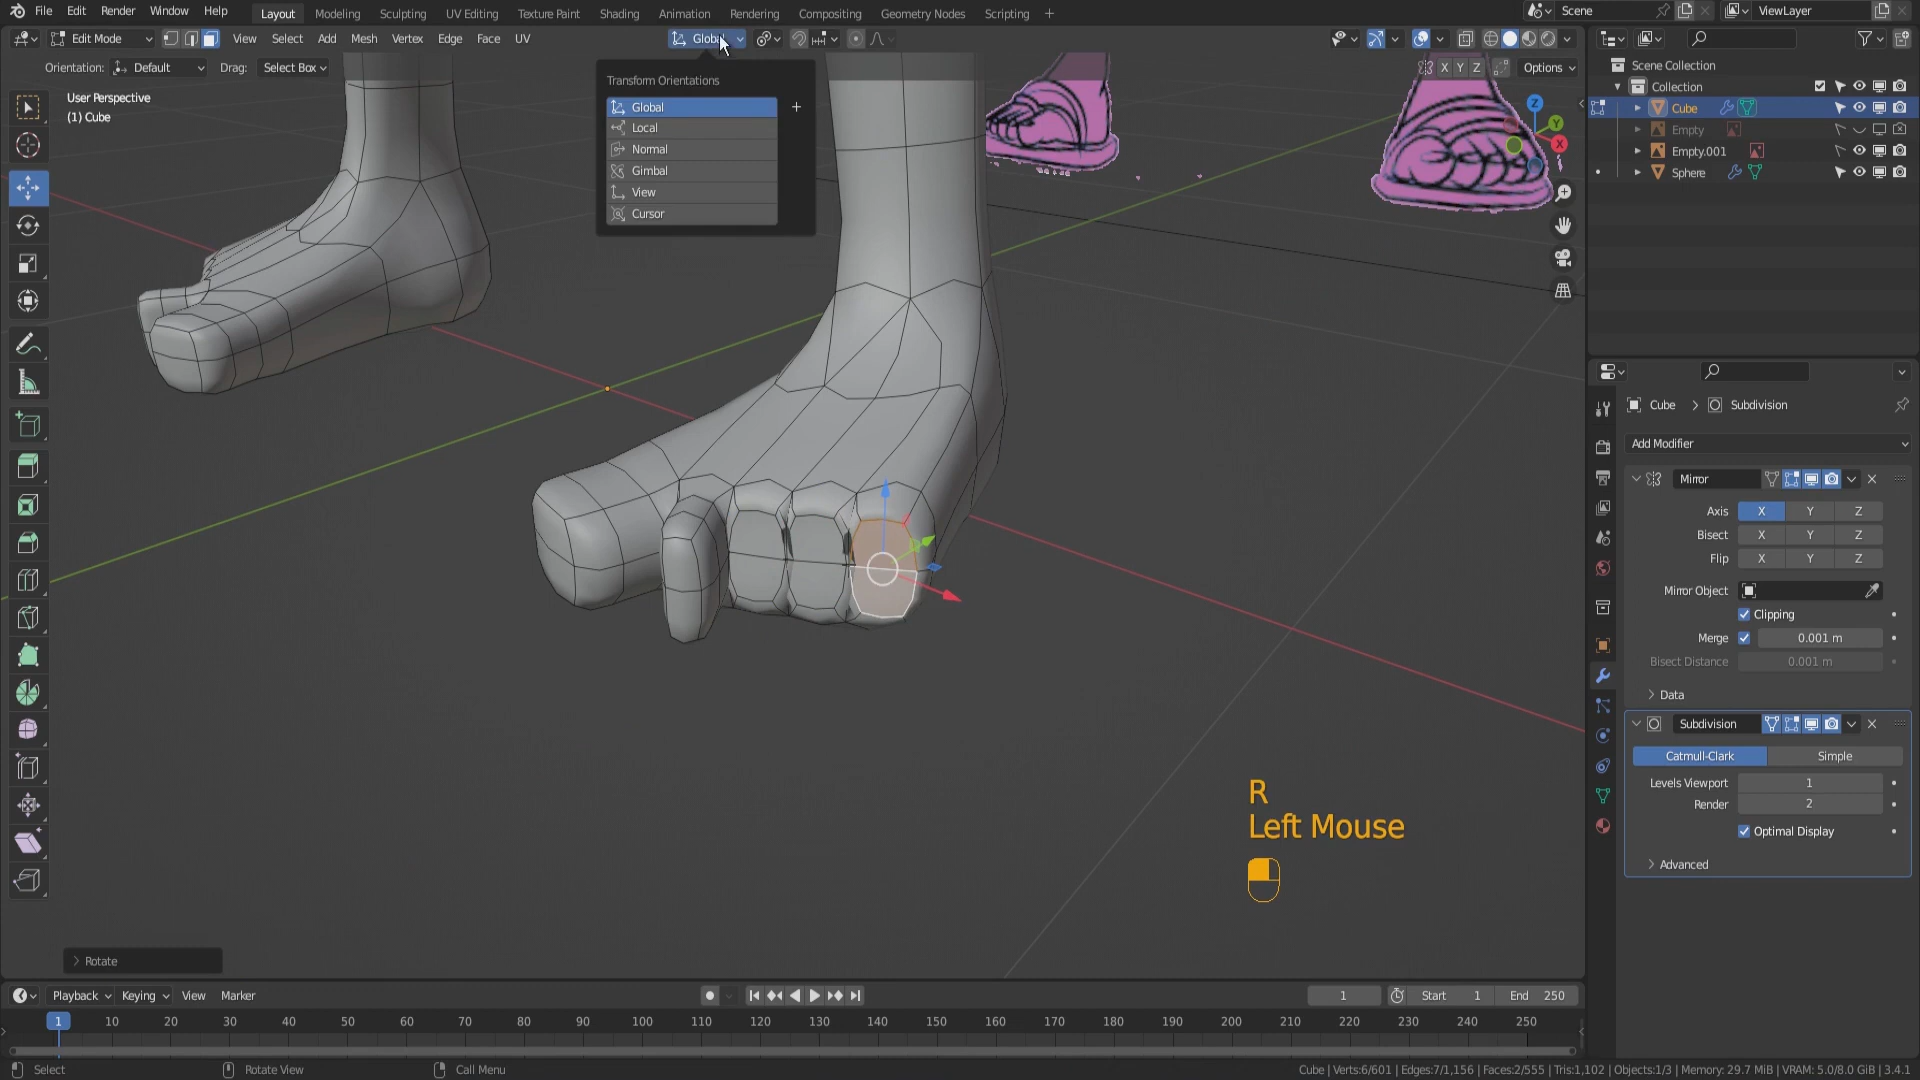 File Edit Render Window Help Layout Modeling Sculpting UV Editing Texture Paint Shading Animation Rendering Compositing Geometry Nodes Scripting + Scene ViewLayer
Edit Mode View Select Add Mesh Vertex Edge Face UV Global
Orientation: Default Drag: Select Box X Y Z Options
User Perspective
(1) Cube
Transform Orientations
Global +
Local
Normal
Gimbal
View
Cursor
Z
Y
X
R
Left Mouse
Rotate
Scene Collection
Collection
Cube
Empty
Empty.001
Sphere
Cube > Subdivision
Add Modifier
Mirror
Axis X Y Z
Bisect X Y Z
Flip X Y Z
Mirror Object
Clipping
Merge 0.001 m
Bisect Distance 0.001 m
Data
Subdivision
Catmull-Clark Simple
Levels Viewport 1
Render 2
Optimal Display
Advanced
Playback Keying View Marker 1 Start 1 End 250
1 10 20 30 40 50 60 70 80 90 100 110 120 130 140 150 160 170 180 190 200 210 220 230 240 250
Select Rotate View Call Menu Cube | Verts:6/601 | Edges:7/1,156 | Faces:2/555 | Tris:1,102 | Objects:1/3 | Memory: 29.7 MiB | VRAM: 5.0/8.0 GiB | 3.4.1